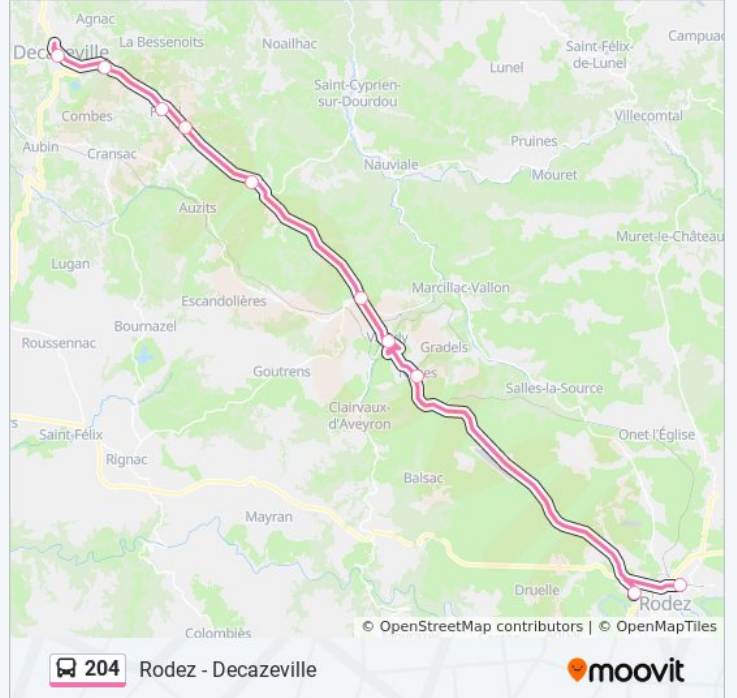 Agnac
Campuac
La Bessenoits
Noailhac
Saint-Félix-
de-Lunel
Lunel
Saint-Cyprien-
sur-Dourdou
Villecomtal
Combes
Pruines
Aubin
Cransac
Nauviale
Mouret
Auzits
Muret-le-Château
Lugan
Marcillac-Vallon
Escandolières
Bournazel
Roussennac
Gradels
Goutrens
Salles-la-Source
Clairvaux-
d'Aveyron
Saint-Félix
Onet l'Église
Rignac
Balsac
Mayran
Druelle
Rodez
Colombiès
© OpenStreetMap contributors | © OpenMapTiles
204 Rodez - Decazeville
moovit